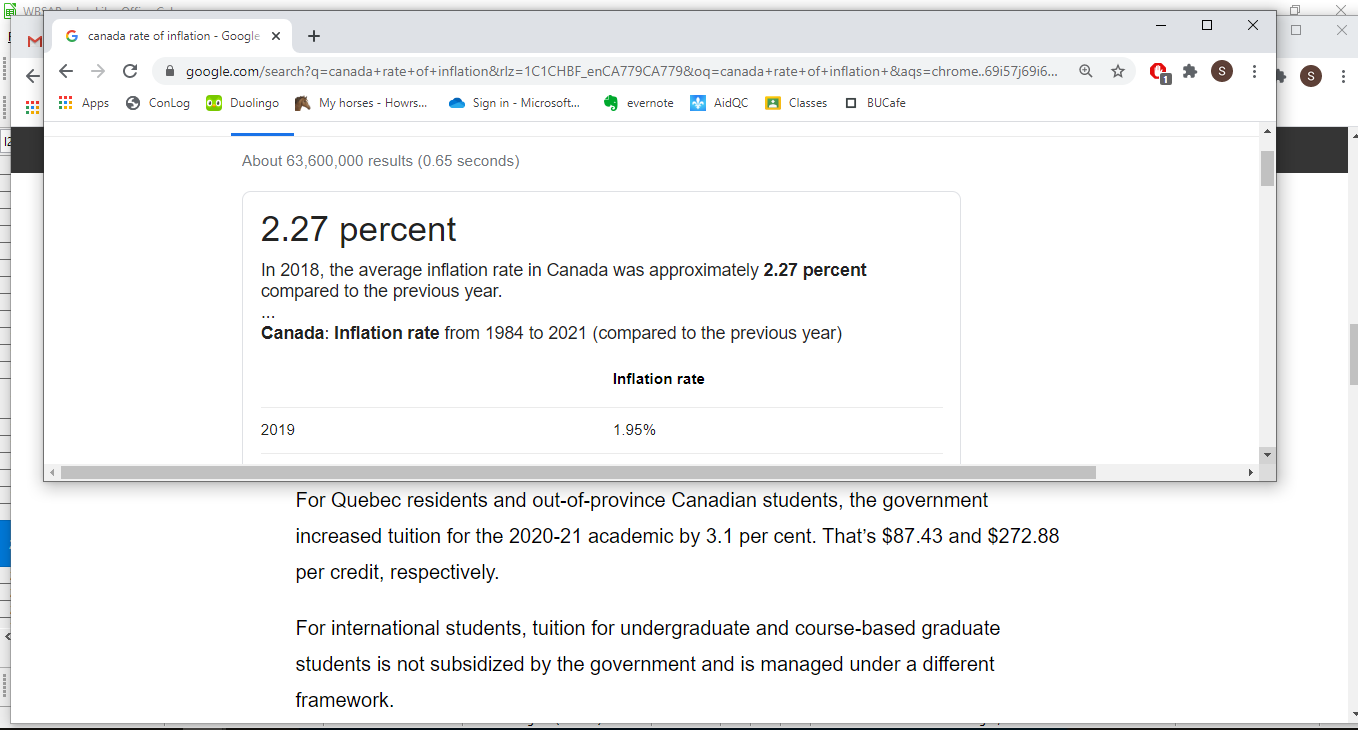 canada rate of inflation - Google
google.com/search?q=canada+rate+of+inflation&rlz=1C1CHBF_enCA779CA779&oq=canada+rate+of+inflation+&aqs=chrome..69i57j69i6...
1
S
S
Apps
ConLog
Duolingo
My horses - Howrs...
Sign in - Microsoft...
evernote
AidQC
Classes
BUCafe
About 63,600,000 results (0.65 seconds)
2.27 percent
In 2018, the average inflation rate in Canada was approximately 2.27 percent
compared to the previous year.
...
Canada: Inflation rate from 1984 to 2021 (compared to the previous year)
Inflation rate
2019 1.95%
For Quebec residents and out-of-province Canadian students, the government
increased tuition for the 2020-21 academic by 3.1 per cent. That’s $87.43 and $272.88
per credit, respectively.
For international students, tuition for undergraduate and course-based graduate
students is not subsidized by the government and is managed under a different
framework.